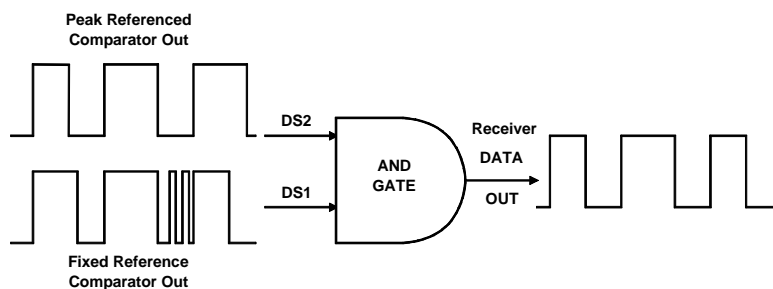 Peak Referenced
Comparator Out
DS2
AND
GATE
DS1
Receiver
DATA
OUT
Fixed Reference
Comparator Out